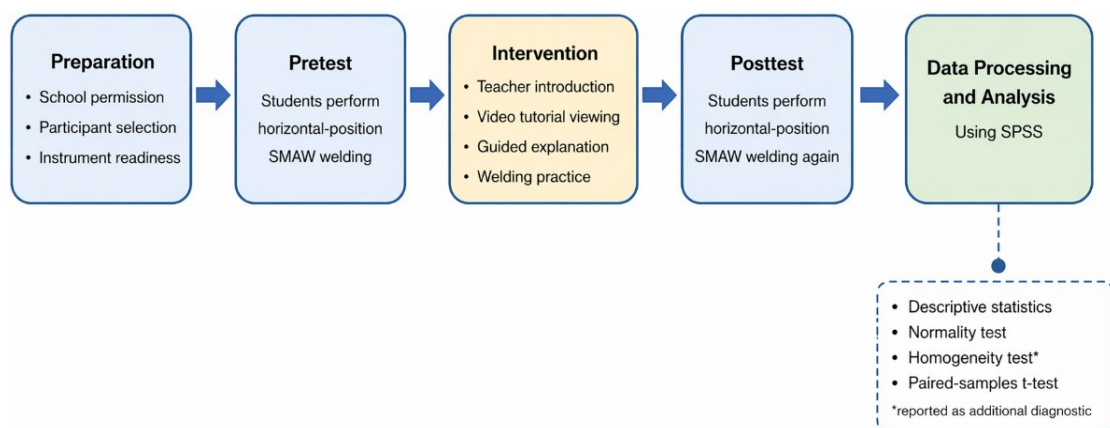 Preparation
• School permission
• Participant selection
• Instrument readiness
Pretest
Students perform
horizontal-position
SMAW welding
Intervention
• Teacher introduction
• Video tutorial viewing
• Guided explanation
• Welding practice
Posttest
Students perform
horizontal-position
SMAW welding again
Data Processing
and Analysis
Using SPSS
• Descriptive statistics
• Normality test
• Homogeneity test*
• Paired-samples t-test
*reported as additional diagnostic